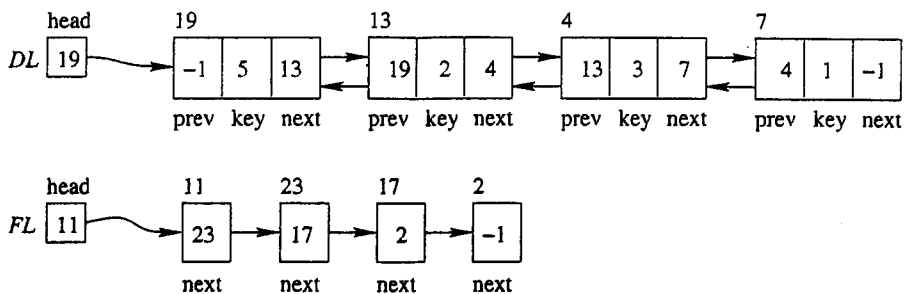 head 19 13 4 7
DL 19 −1 5 13 19 2 4 13 3 7 4 1 −1
prev key next prev key next prev key next prev key next
head 11 23 17 2
FL 11 23 17 2 −1
next next next next